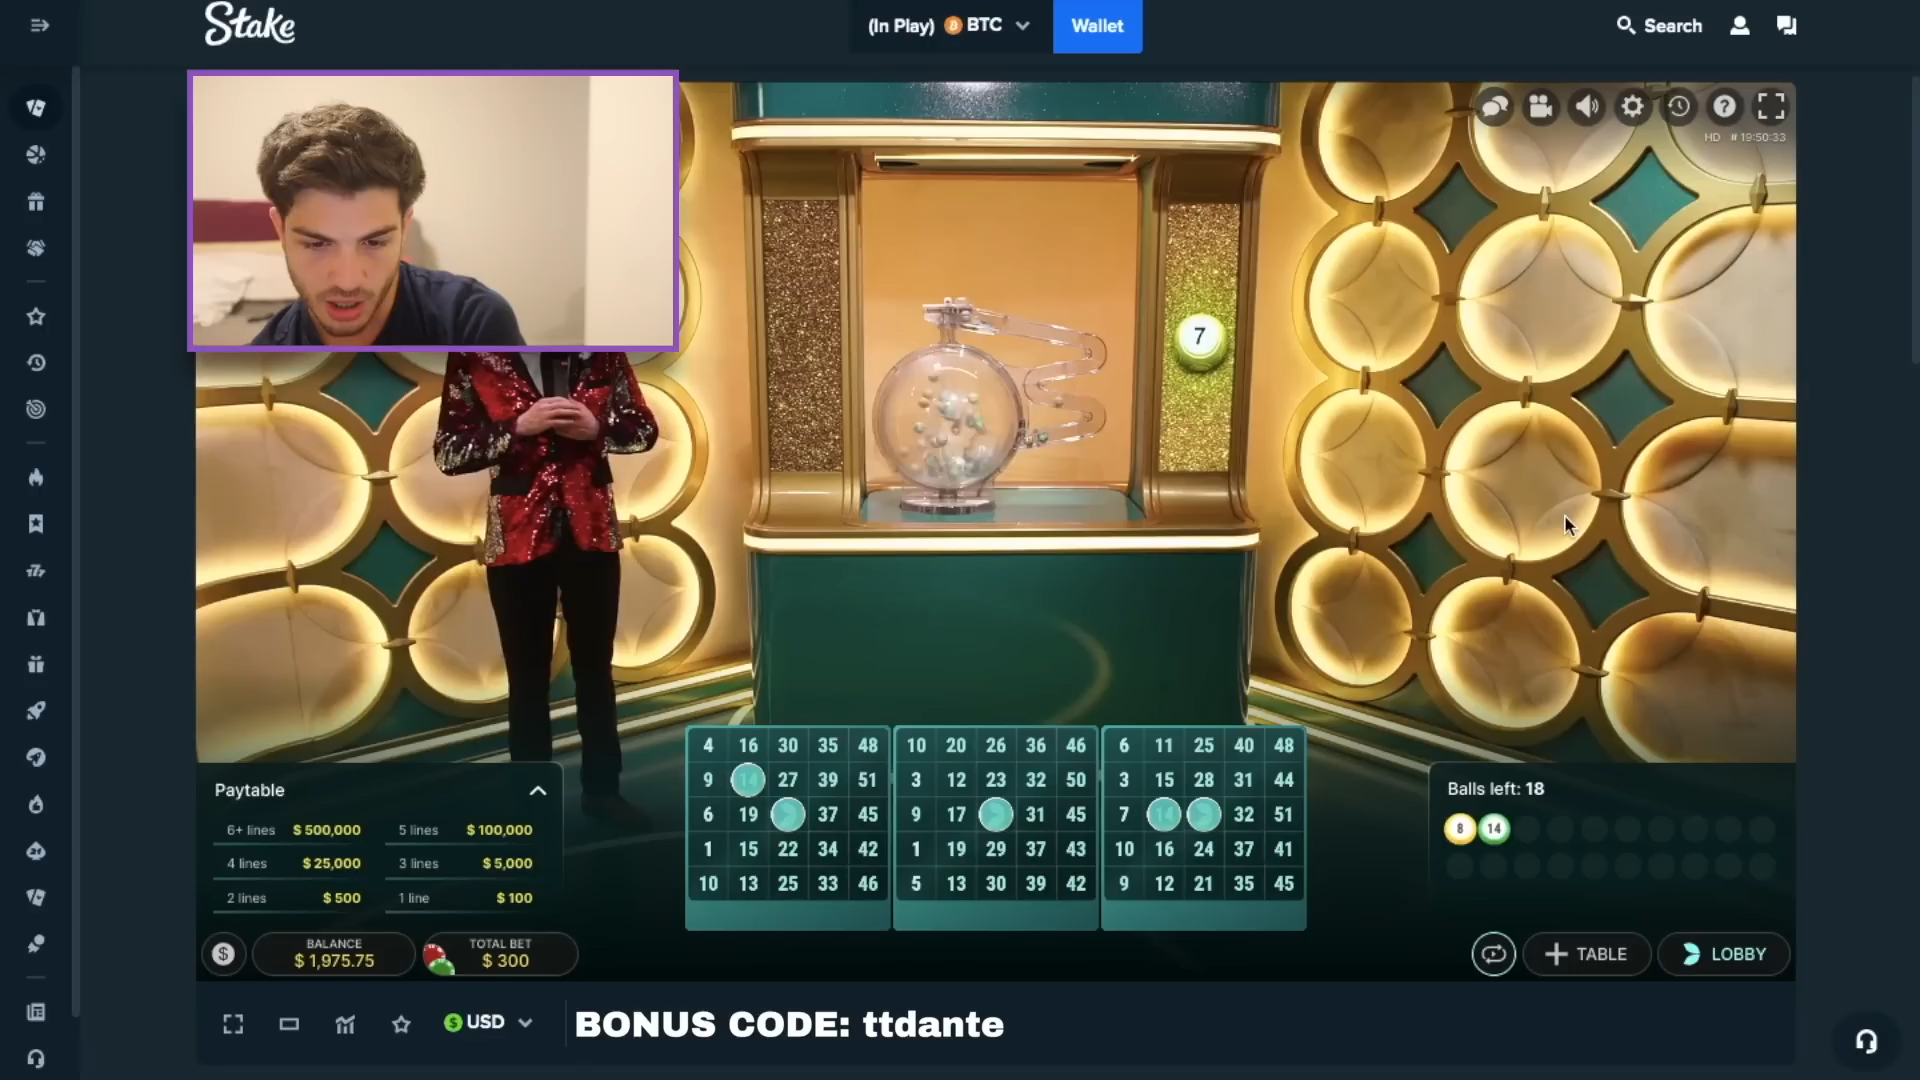 Stake
(In Play) BTC
Wallet
Search
HD # 19:50:33
7
Paytable
6+ lines $ 500,000 5 lines $ 100,000
4 lines $ 25,000 3 lines $ 5,000
2 lines $ 500 1 line $ 100
4 16 30 35 48
9 14 27 39 51
6 19 37 45
1 15 22 34 42
10 13 25 33 46
10 20 26 36 46
3 12 23 32 50
9 17 31 45
1 19 29 37 43
5 13 30 39 42
6 11 25 40 48
3 15 28 31 44
7 14 32 51
10 16 24 37 41
9 12 21 35 45
Balls left: 18
8 14
BALANCE
$ 1,975.75
TOTAL BET
$ 300
TABLE
LOBBY
USD
BONUS CODE: ttdante